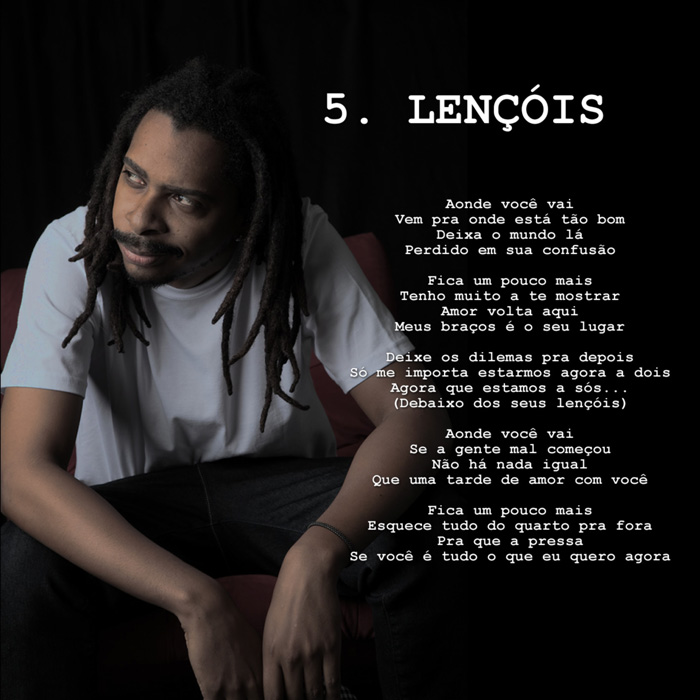 5. LENÇÓIS
Aonde você vai
Vem pra onde está tão bom
Deixa o mundo lá
Perdido em sua confusão
Fica um pouco mais
Tenho muito a te mostrar
Amor volta aqui
Meus braços é o seu lugar
Deixe os dilemas pra depois
Só me importa estarmos agora a dois
Agora que estamos a sós...
(Debaixo dos seus lençóis)
Aonde você vai
Se a gente mal começou
Não há nada igual
Que uma tarde de amor com você
Fica um pouco mais
Esquece tudo do quarto pra fora
Pra que a pressa
Se você é tudo o que eu quero agora